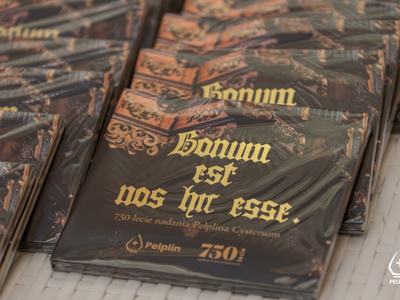 Bonum
Bonum
est
nos hic esse.
750-lecie nadania Pelplina Cystersom
Pelplin
750